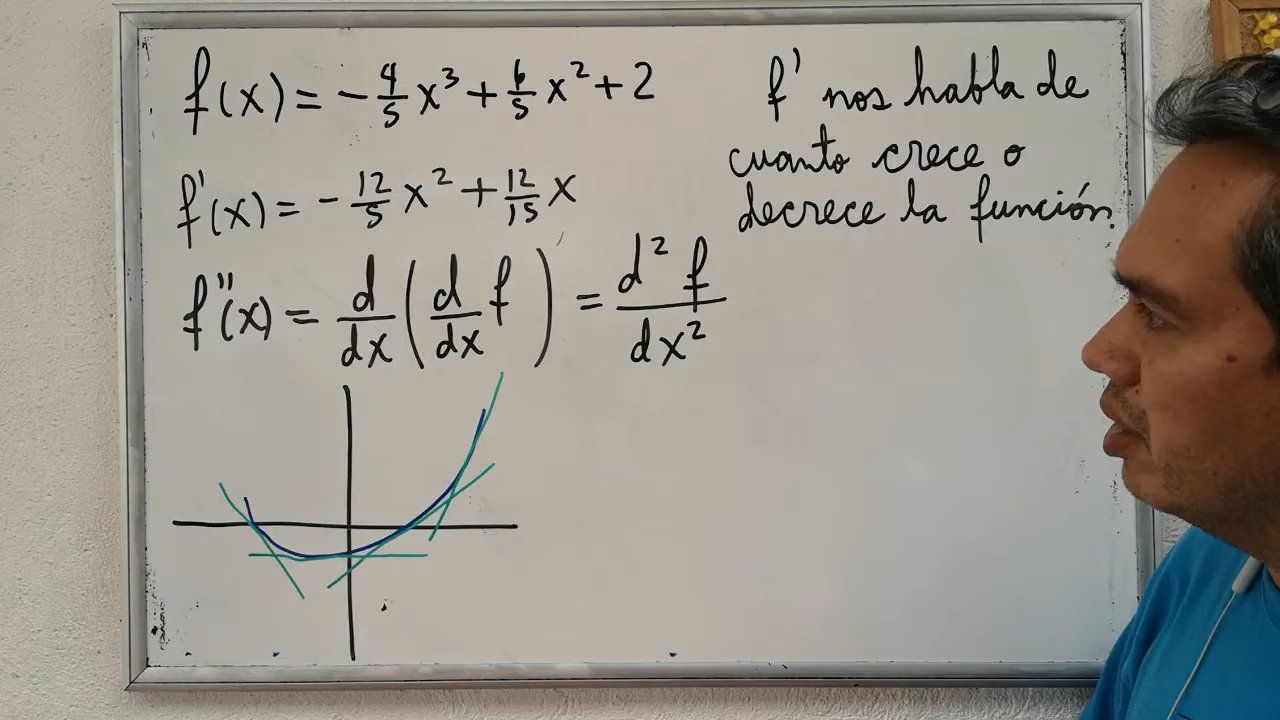 f(x) = -4/5 x³ + 6/5 x² + 2
f'(x) = -12/5 x² + 12/15 x
f''(x) = d/dx (d/dx f) = d² f/dx²
f' nos habla de
cuanto crece o
decrece la función.